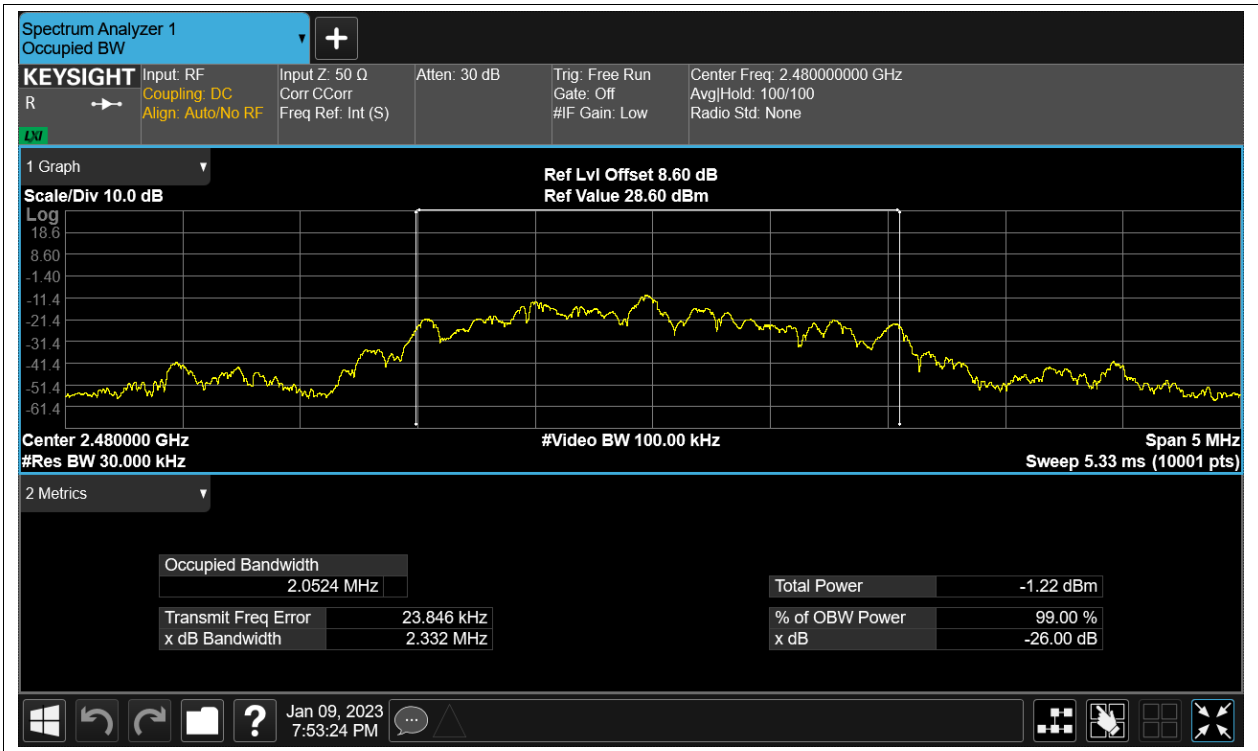 Spectrum Analyzer 1
Occupied BW
KEYSIGHT
R
LXI
Input: RF
Coupling: DC
Align: Auto/No RF
Input Z: 50 Ω
Corr CCorr
Freq Ref: Int (S)
Atten: 30 dB
Trig: Free Run
Gate: Off
#IF Gain: Low
Center Freq: 2.480000000 GHz
Avg|Hold: 100/100
Radio Std: None
1 Graph
Scale/Div 10.0 dB
Ref Lvl Offset 8.60 dB
Ref Value 28.60 dBm
Log
18.6
8.60
-1.40
-11.4
-21.4
-31.4
-41.4
-51.4
-61.4
Center 2.480000 GHz
#Res BW 30.000 kHz
#Video BW 100.00 kHz
Span 5 MHz
Sweep 5.33 ms (10001 pts)
2 Metrics
Occupied Bandwidth
2.0524 MHz
Transmit Freq Error 23.846 kHz
x dB Bandwidth 2.332 MHz
Total Power -1.22 dBm
% of OBW Power 99.00 %
x dB -26.00 dB
?
Jan 09, 2023
7:53:24 PM